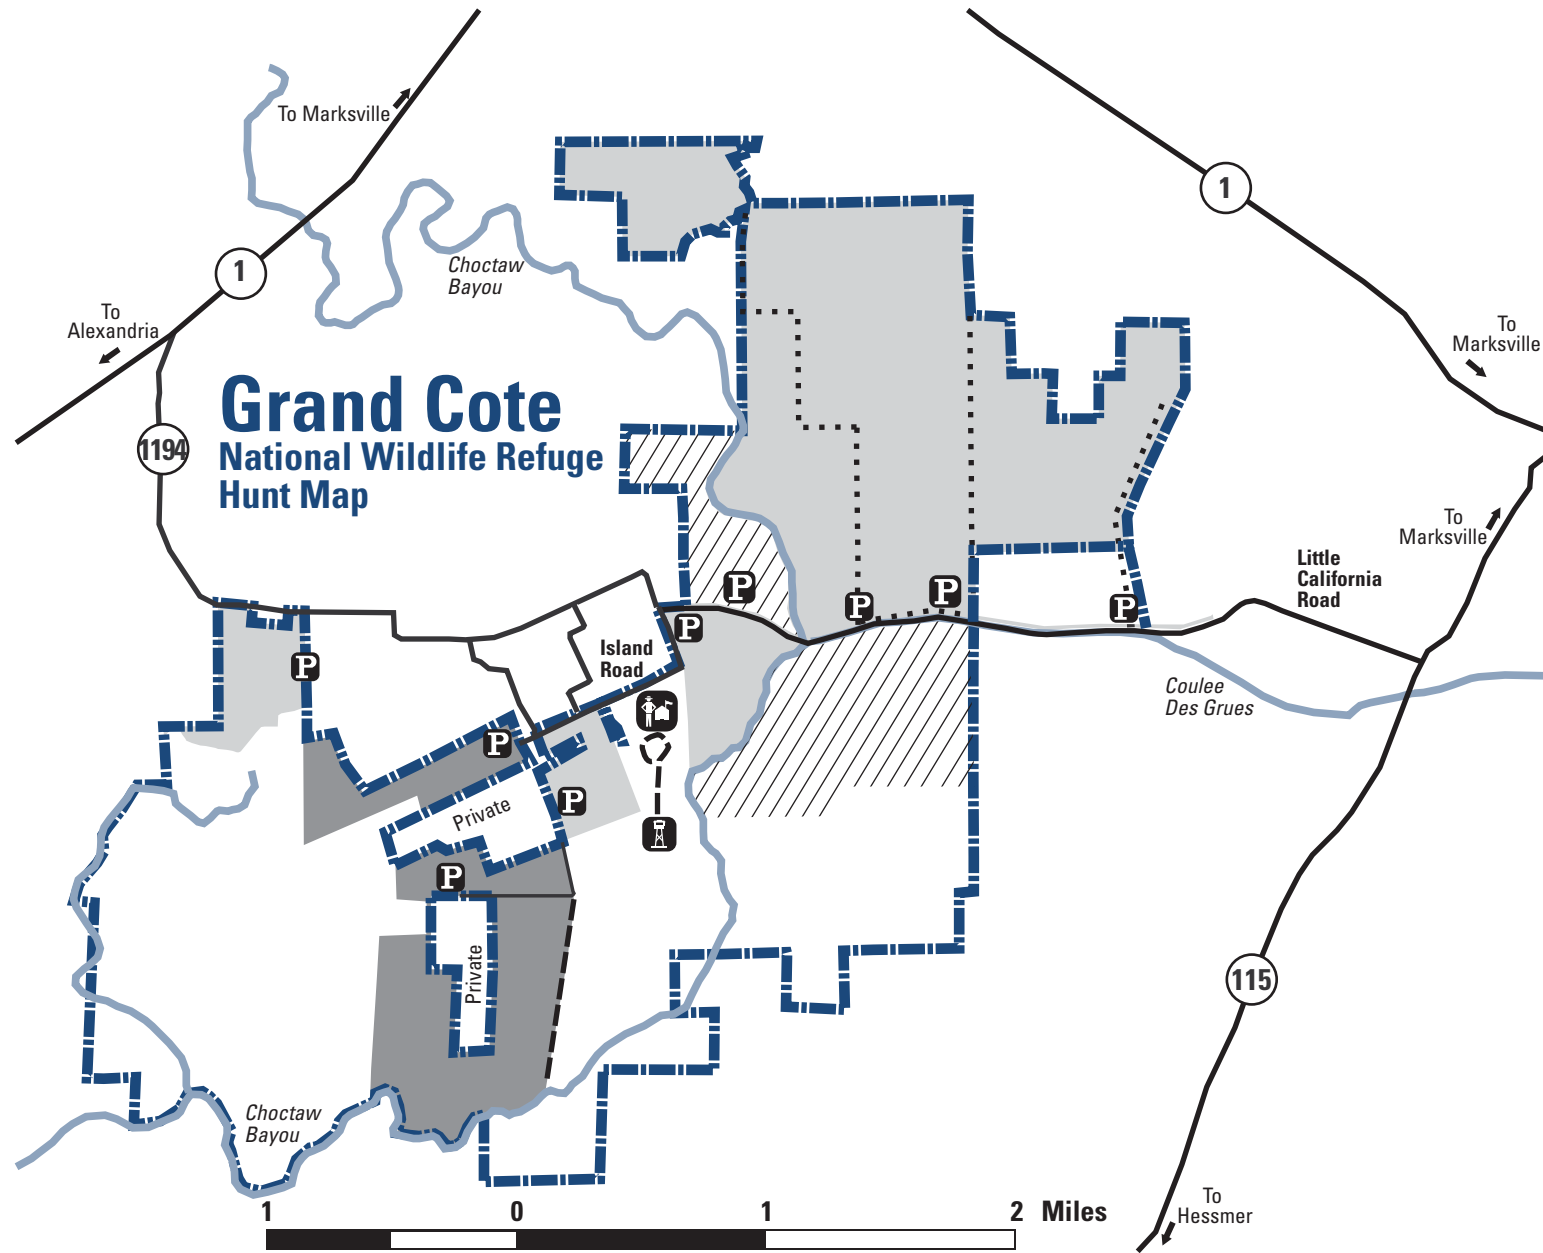 To Marksville
1
1
Choctaw
Bayou
To
Alexandria
To
Marksville
Grand Cote
National Wildlife Refuge
Hunt Map
1194
To
Marksville
Little
California
Road
P
P
P
P
P
Island
Road
P
Coulee
Des Grues
P
P
Private
P
Private
115
Choctaw
Bayou
To
Hessmer
1 0 1 2 Miles